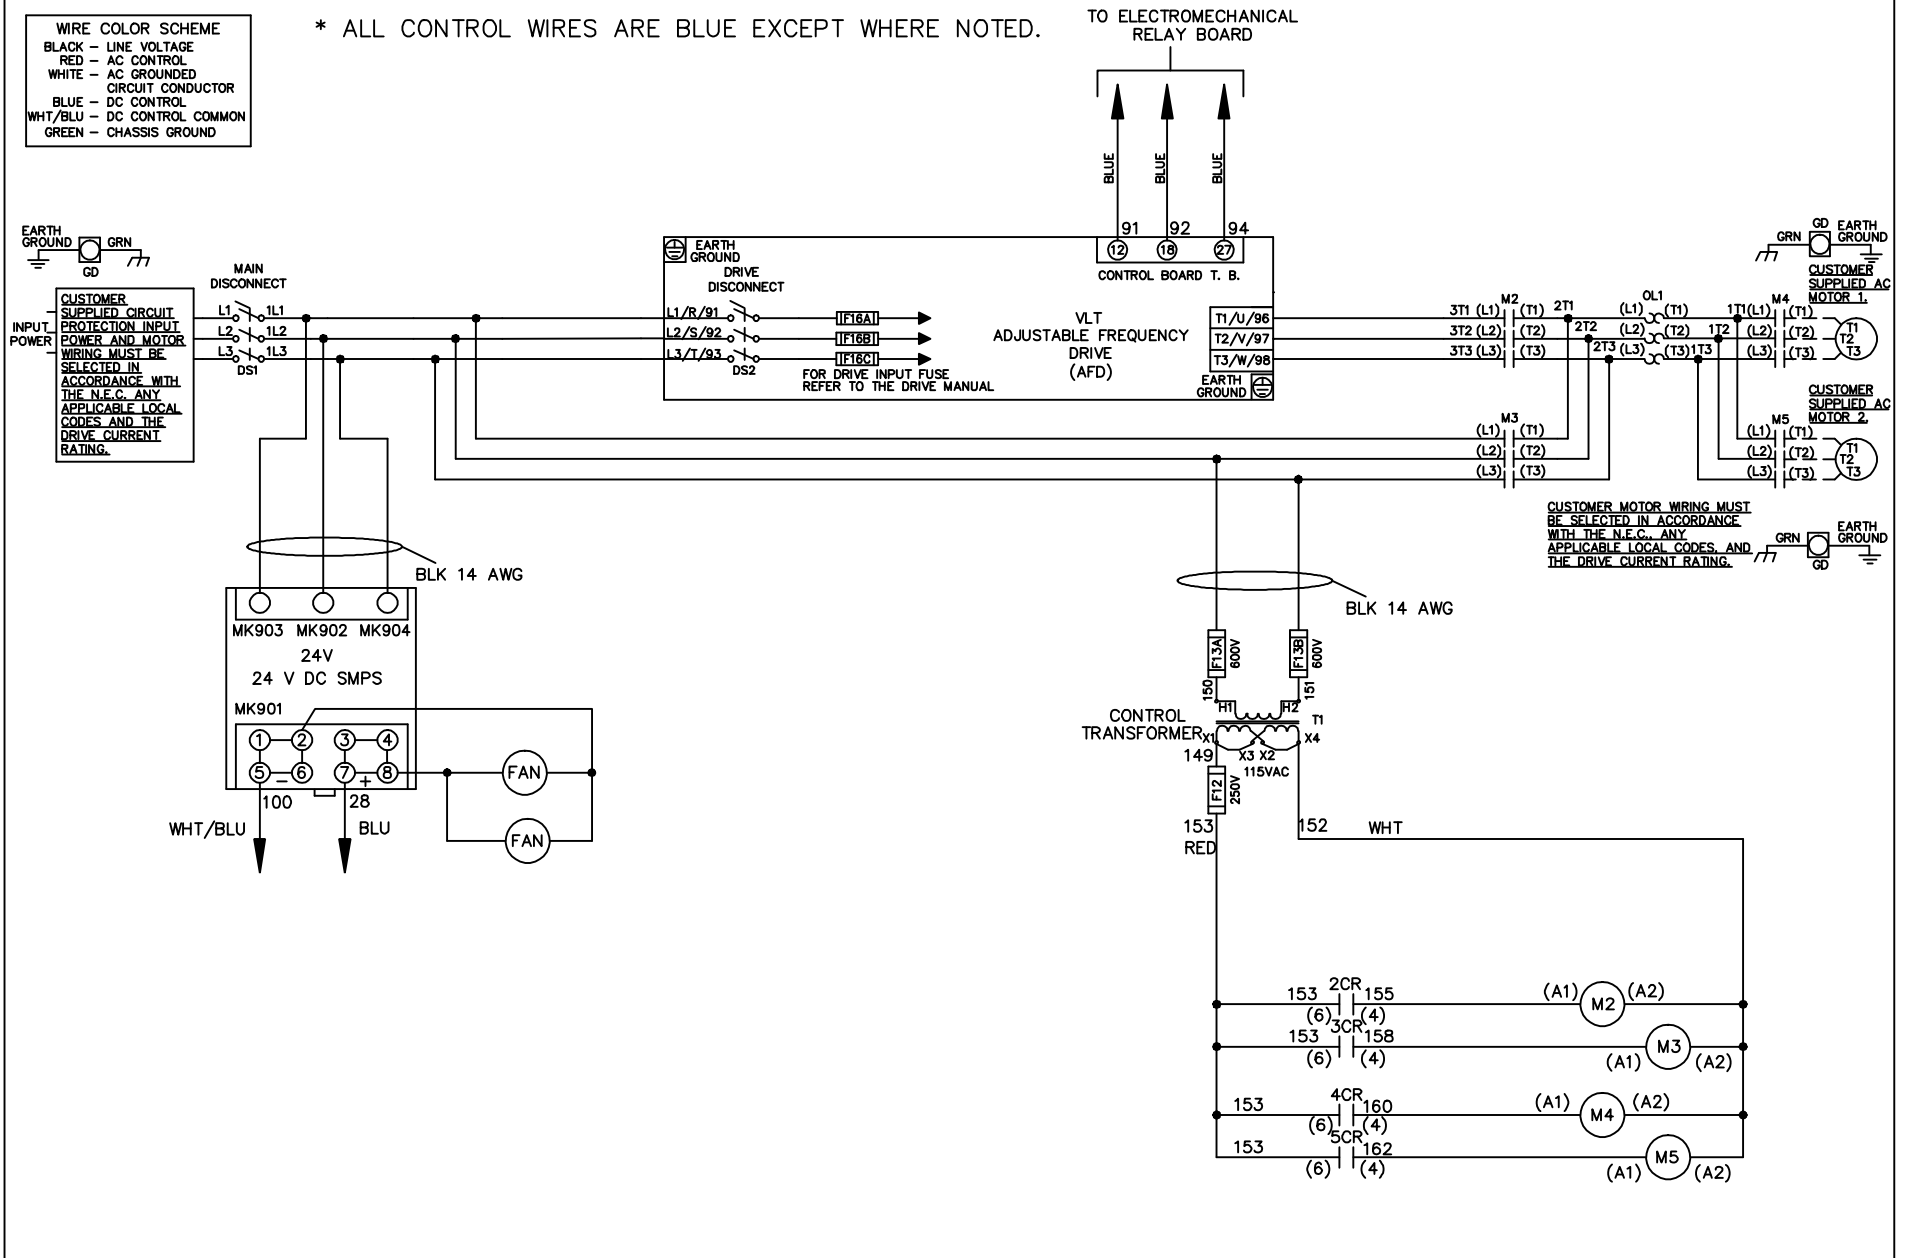 WIRE COLOR SCHEME
BLACK – LINE VOLTAGE
RED – AC CONTROL
WHITE – AC GROUNDED
CIRCUIT CONDUCTOR
BLUE – DC CONTROL
WHT/BLU – DC CONTROL COMMON
GREEN – CHASSIS GROUND
* ALL CONTROL WIRES ARE BLUE EXCEPT WHERE NOTED.
TO ELECTROMECHANICAL
RELAY BOARD
BLUE
BLUE
BLUE
91
92
94
12
18
27
CONTROL BOARD T. B.
EARTH
GROUND
GRN
GD
INPUT
POWER
CUSTOMER
SUPPLIED CIRCUIT
PROTECTION INPUT
POWER AND MOTOR
WIRING MUST BE
SELECTED IN
ACCORDANCE WITH
THE N.E.C. ANY
APPLICABLE LOCAL
CODES AND THE
DRIVE CURRENT
RATING.
MAIN
DISCONNECT
L1 1L1
L2 1L2
L3 1L3
DS1
EARTH
GROUND
DRIVE
DISCONNECT
L1/R/91
L2/S/92
L3/T/93
DS2
F16A
F16B
F16C
FOR DRIVE INPUT FUSE
REFER TO THE DRIVE MANUAL
VLT
ADJUSTABLE FREQUENCY
DRIVE
(AFD)
T1/U/96
T2/V/97
T3/W/98
EARTH
GROUND
M2
3T1 (L1) (T1) 2T1
3T2 (L2) (T2) 2T2
3T3 (L3) (T3) 2T3
OL1
(L1) (T1) 1T1
(L2) (T2) 1T2
(L3) (T3) 1T3
M4
(L1) (T1)
(L2) (T2)
(L3) (T3)
T1
T2
T3
GD
GRN
EARTH
GROUND
CUSTOMER
SUPPLIED AC
MOTOR 1.
M3
(L1) (T1)
(L2) (T2)
(L3) (T3)
M5
(L1) (T1)
(L2) (T2)
(L3) (T3)
T1
T2
T3
CUSTOMER
SUPPLIED AC
MOTOR 2.
CUSTOMER MOTOR WIRING MUST
BE SELECTED IN ACCORDANCE
WITH THE N.E.C., ANY
APPLICABLE LOCAL CODES, AND
THE DRIVE CURRENT RATING.
GRN
EARTH
GROUND
GD
BLK 14 AWG
MK903 MK902 MK904
24V
24 V DC SMPS
MK901
1 2 3 4
5 – 6 7 + 8
100
28
WHT/BLU
BLU
FAN
FAN
BLK 14 AWG
F13A
600V
F13B
600V
150
151
H1 H2
T1
CONTROL
TRANSFORMER
X1
X4
X3 X2
149
115VAC
F12
250V
153
RED
152
WHT
2CR
153 155
(6) (4)
(A1) M2 (A2)
3CR
153 158
(6) (4)
(A1) M3 (A2)
4CR
153 160
(6) (4)
(A1) M4 (A2)
5CR
153 162
(6) (4)
(A1) M5 (A2)